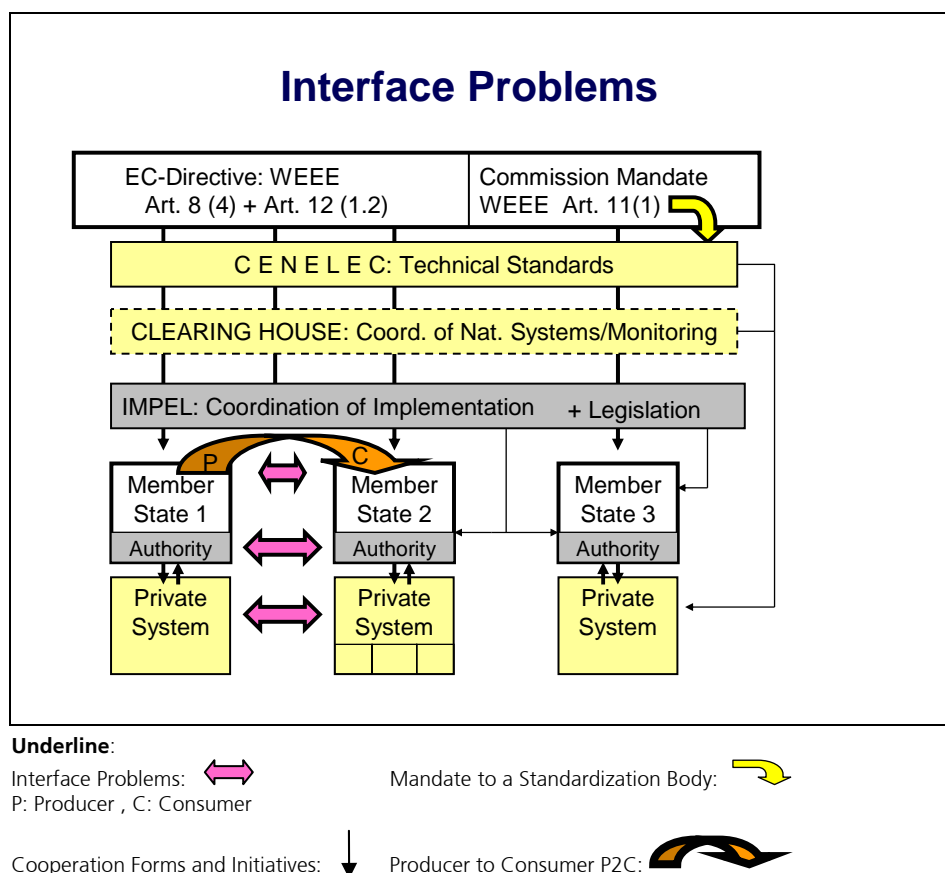 Interface Problems
EC-Directive: WEEE
Art. 8 (4) + Art. 12 (1.2)
Commission Mandate
WEEE Art. 11(1)
C E N E L E C: Technical Standards
CLEARING HOUSE: Coord. of Nat. Systems/Monitoring
IMPEL: Coordination of Implementation + Legislation
P
C
Member
State 1
Authority
Private
System
Member
State 2
Authority
Private
System
Member
State 3
Authority
Private
System
Underline:
Interface Problems:
Mandate to a Standardization Body:
P: Producer , C: Consumer
Cooperation Forms and Initiatives:
Producer to Consumer P2C: